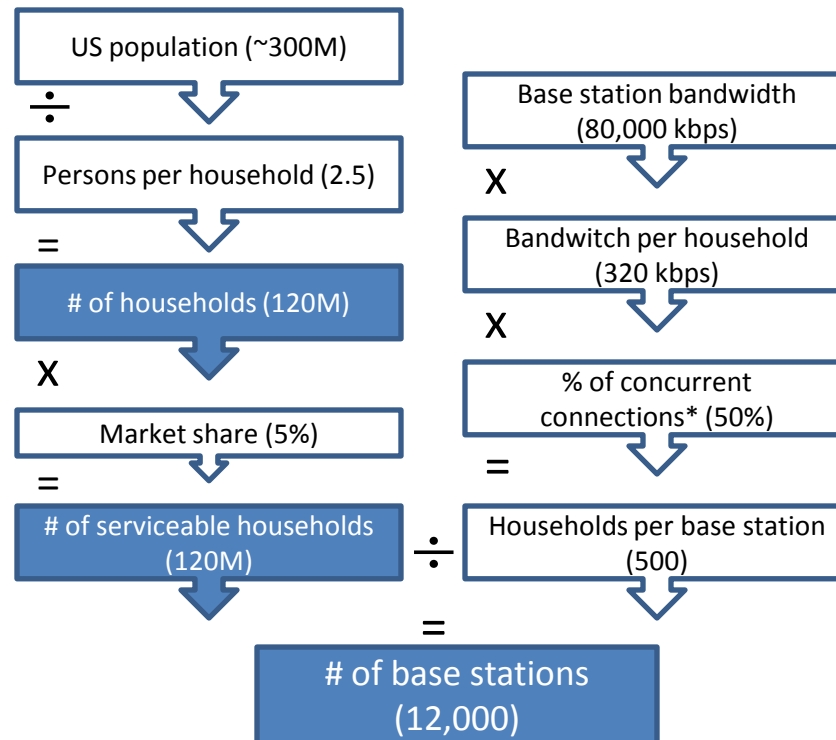 US population (~300M)
÷
Persons per household (2.5)
=
# of households (120M)
X
Market share (5%)
=
# of serviceable households
(120M)
÷
Base station bandwidth
(80,000 kbps)
X
Bandwitch per household
(320 kbps)
X
% of concurrent
connections* (50%)
=
Households per base station
(500)
=
# of base stations
(12,000)